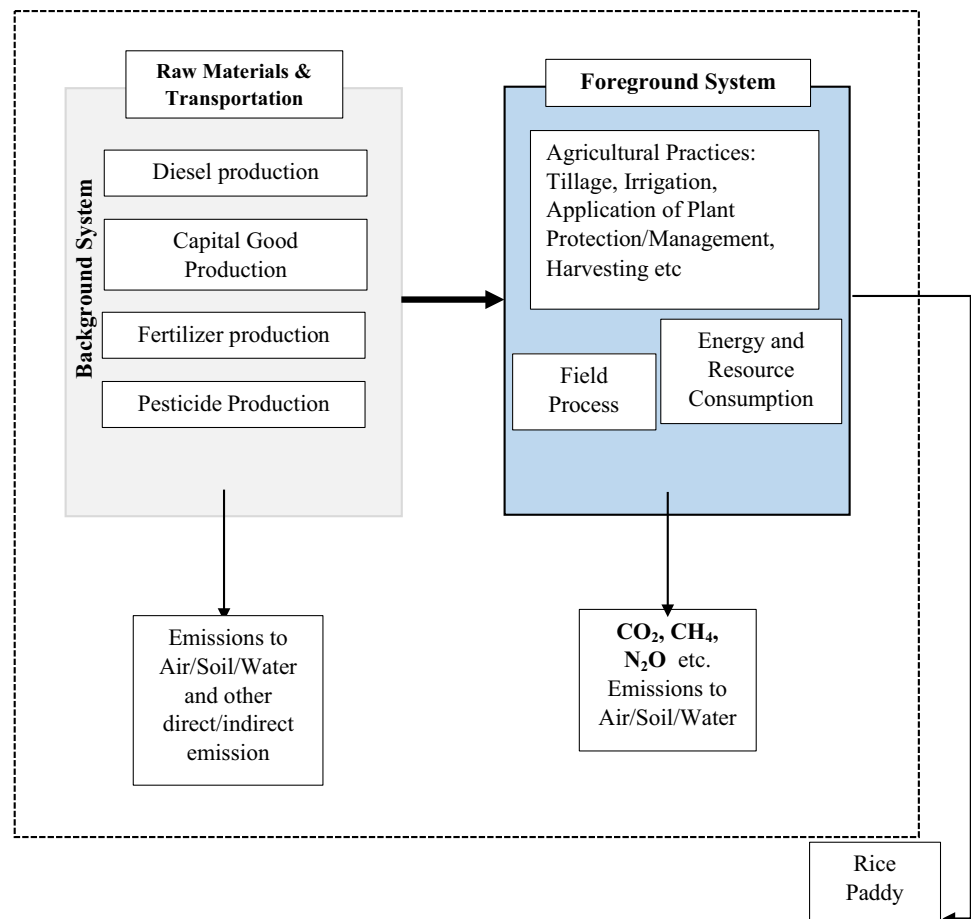 Raw Materials &
Transportation
Background System
Diesel production
Capital Good
Production
Fertilizer production
Pesticide Production
Emissions to
Air/Soil/Water
and other
direct/indirect
emission
Foreground System
Agricultural Practices:
Tillage, Irrigation,
Application of Plant
Protection/Management,
Harvesting etc
Field
Process
Energy and
Resource
Consumption
CO₂, CH₄,
N₂O etc.
Emissions to
Air/Soil/Water
Rice
Paddy